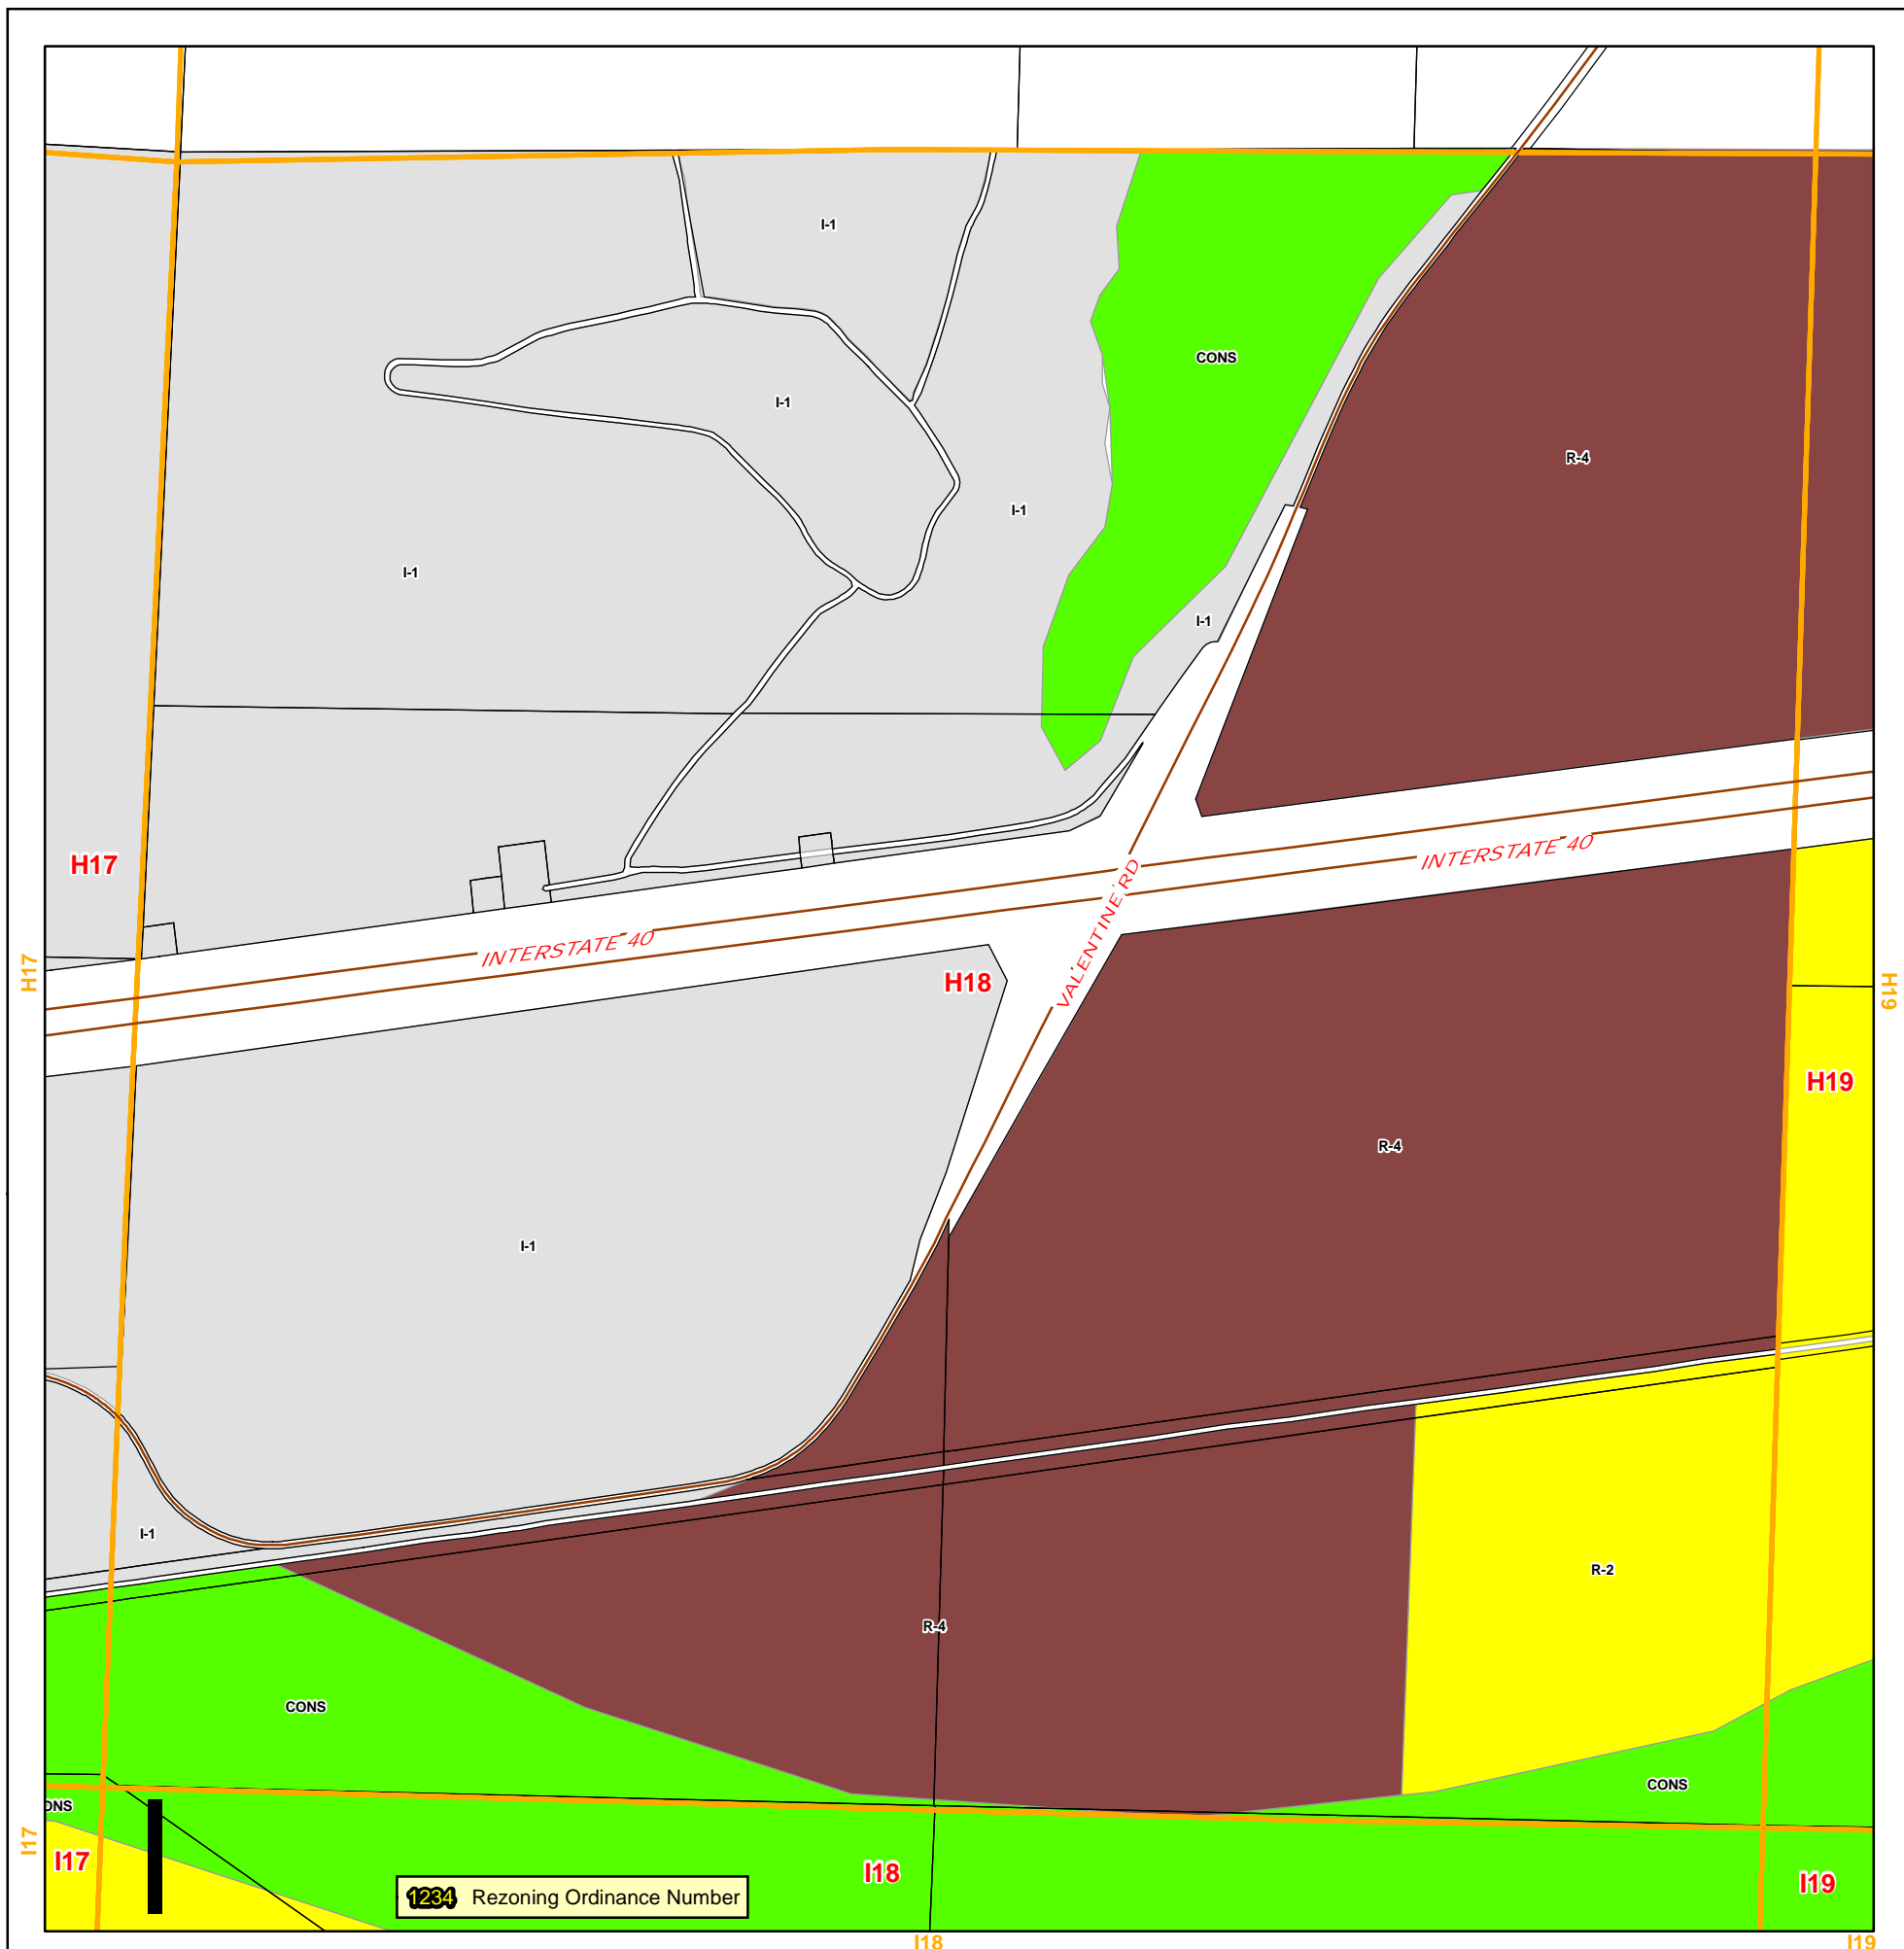 I-1
CONS
I-1
R-4
I-1
I-1
I-1
H17
INTERSTATE 40
VALENTINE RD
INTERSTATE 40
H17
H18
H19
H19
R-4
I-1
I-1
R-2
R-4
CONS
CONS
ONS
I17
I17
I18
I19
1234 Rezoning Ordinance Number
I18
I19